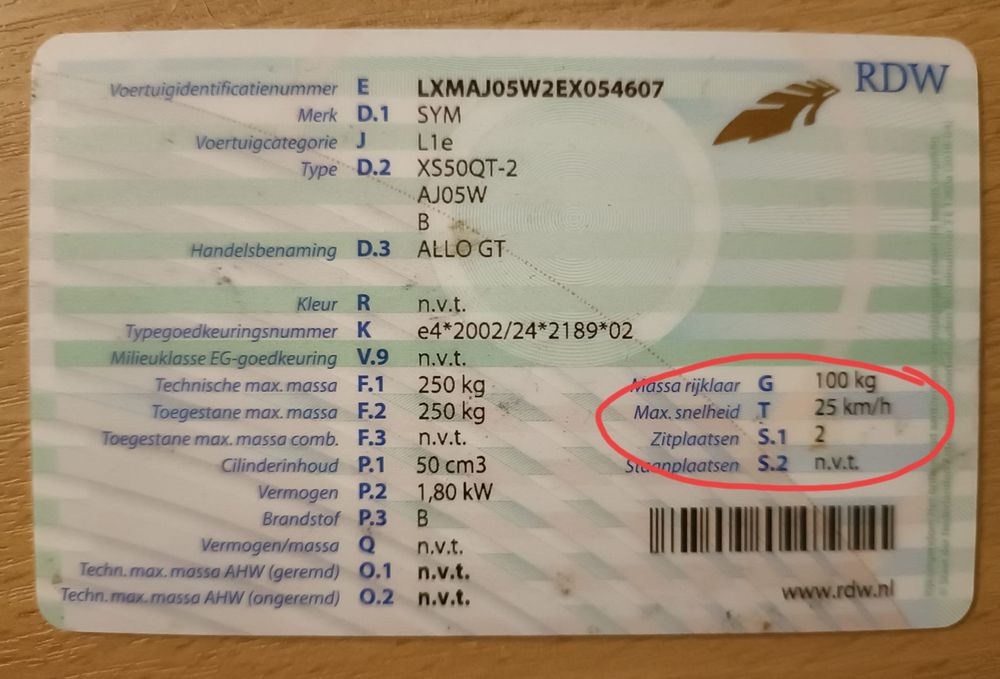 RDW
Voertuigidentificatienummer E LXMAJ05W2EX054607
Merk D.1 SYM
Voertuigcategorie J L1e
Type D.2 XS50QT-2
AJ05W
B
Handelsbenaming D.3 ALLO GT
Kleur R n.v.t.
Typegoedkeuringsnummer K e4*2002/24*2189*02
Milieuklasse EG-goedkeuring V.9 n.v.t.
Technische max. massa F.1 250 kg
Toegestane max. massa F.2 250 kg
Toegestane max. massa comb. F.3 n.v.t.
Cilinderinhoud P.1 50 cm3
Vermogen P.2 1,80 kW
Brandstof P.3 B
Vermogen/massa Q n.v.t.
Techn. max. massa AHW (geremd) O.1 n.v.t.
Techn. max. massa AHW (ongeremd) O.2 n.v.t.
Massa rijklaar G 100 kg
Max. snelheid T 25 km/h
Zitplaatsen S.1 2
Staanplaatsen S.2 n.v.t.
www.rdw.nl